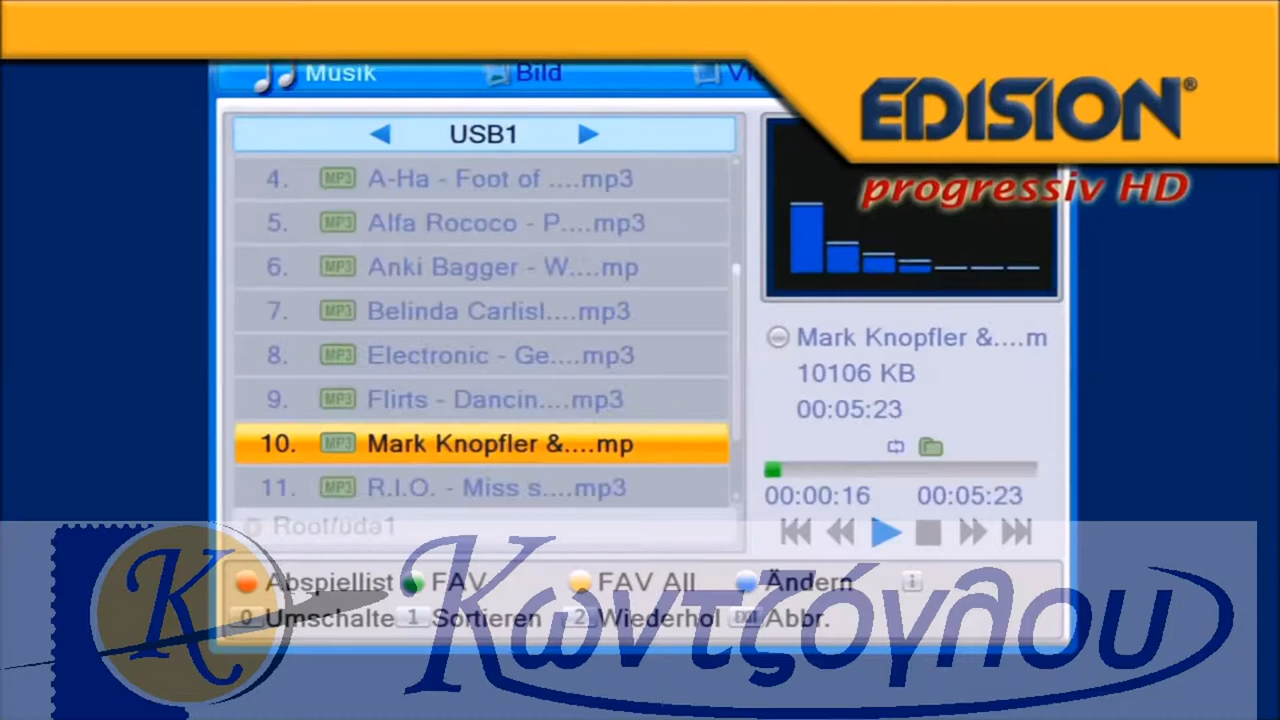 EDISION®
progressiv HD
Musik Bild
USB1
4. MP3 A-Ha - Foot of ....mp3
5. MP3 Alfa Rococo - P....mp3
6. MP3 Anki Bagger - W....mp
7. MP3 Belinda Carlisl....mp3
8. MP3 Electronic - Ge....mp3
9. MP3 Flirts - Dancin....mp3
10. MP3 Mark Knopfler &....mp
11. MP3 R.I.O. - Miss s....mp3
Root/uda1
Mark Knopfler &....m
10106 KB
00:05:23
00:00:16 00:05:23
Abspiellist FAV FAV All Ändern i
0 Umschalte 1 Sortieren 2 Wiederhol EXIT Abbr.
K Κωντζόγλου